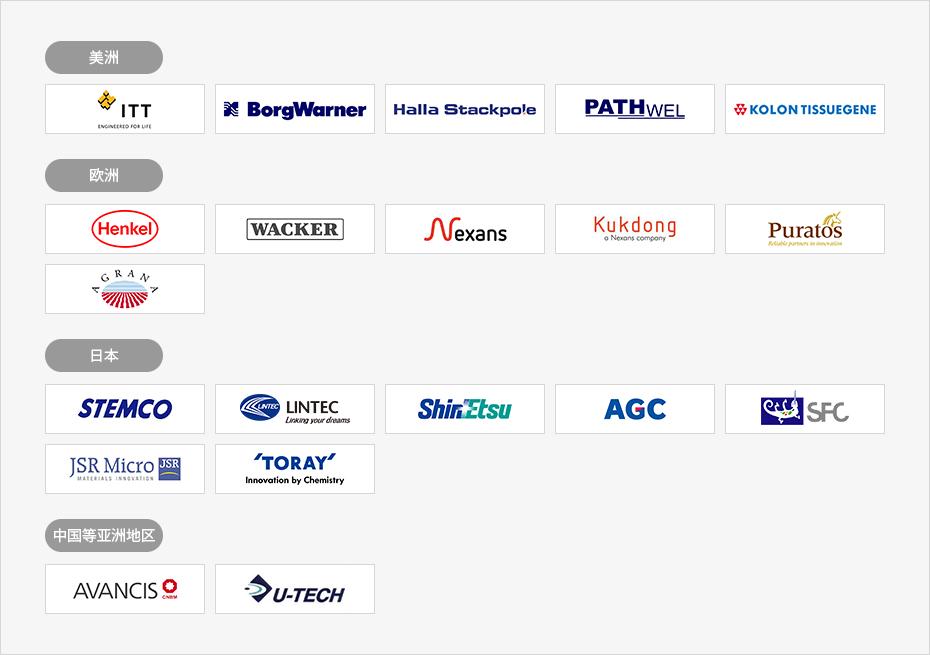 美洲
ITT
ENGINEERED FOR LIFE
BorgWarner
Halla Stackpole
PATHWEL
KOLON TISSUEGENE
欧洲
Henkel
WACKER
Nexans
Kukdong
a Nexans company
Puratos
Reliable partners in innovation
AGRANA
日本
STEMCO
LINTEC
LINTEC
Linking your dreams
ShinEtsu
AGC
SFC
JSR Micro
MATERIALS INNOVATION
JSR
'TORAY'
Innovation by Chemistry
中国等亚洲地区
AVANCIS
CNBM
U-TECH